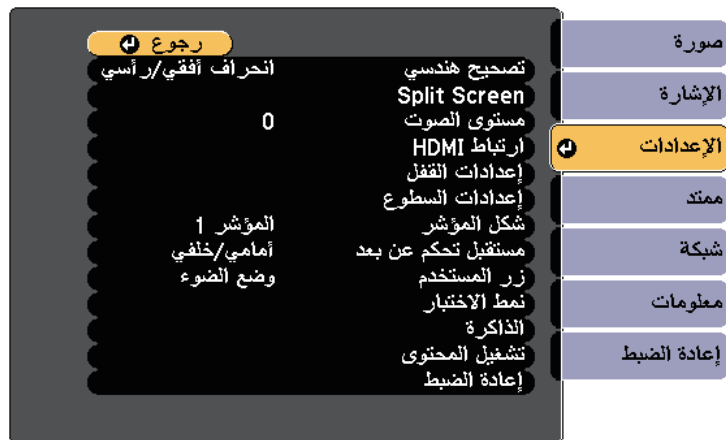 رجوع
تصحيح هندسي انحراف أفقي/رأسي
Split Screen
مستوى الصوت 0
ارتباط HDMI
إعدادات القفل
إعدادات السطوع
شكل المؤشر المؤشر 1
مستقبل تحكم عن بعد أمامي/خلفي
زر المستخدم وضع الضوء
نمط الاختبار
الذاكرة
تشغيل المحتوى
إعادة الضبط
صورة
الإشارة
الإعدادات
ممتد
شبكة
معلومات
إعادة الضبط